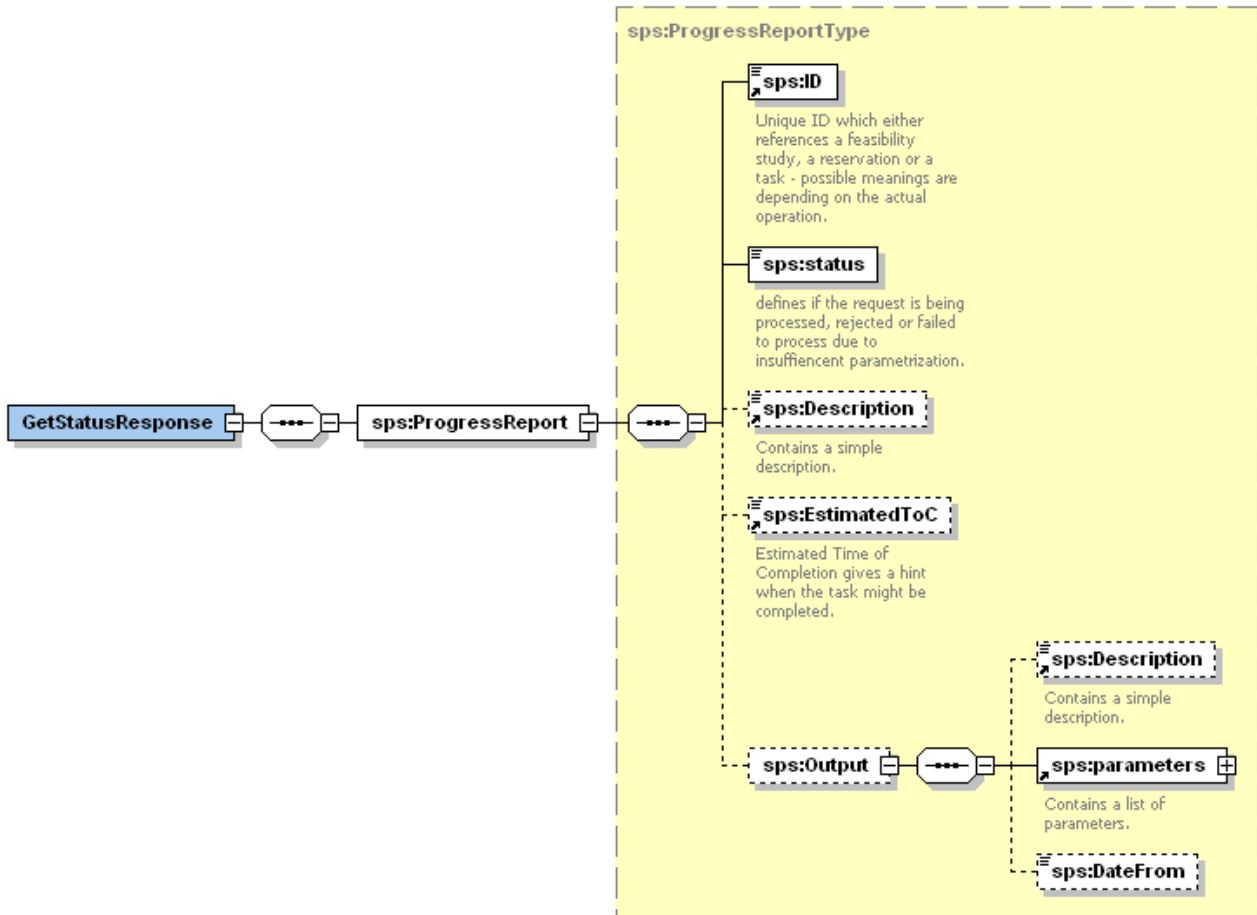 sps:ProgressReportType
sps:ID
Unique ID which either
references a feasibility
study, a reservation or a
task - possible meanings are
depending on the actual
operation.
sps:status
defines if the request is being
processed, rejected or failed
to process due to
insuffiencent parametrization.
GetStatusResponse
sps:ProgressReport
sps:Description
Contains a simple
description.
sps:EstimatedToC
Estimated Time of
Completion gives a hint
when the task might be
completed.
sps:Output
sps:Description
Contains a simple
description.
sps:parameters
Contains a list of
parameters.
sps:DateFrom